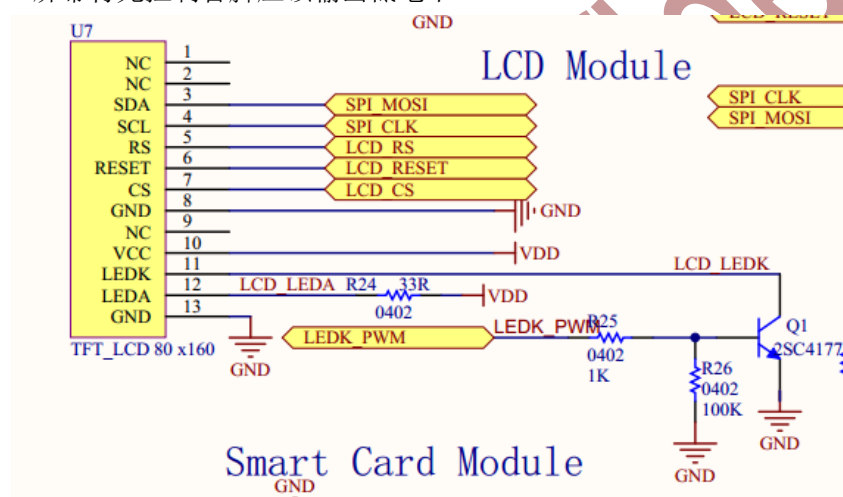 GND
LCD_RESET
U7
LCD Module
NC 1
NC 2
SDA 3 SPI_MOSI
SCL 4 SPI_CLK
RS 5 LCD_RS
RESET 6 LCD_RESET
CS 7 LCD_CS
GND 8 GND
NC 9
VCC 10 VDD
LEDK 11 LCD_LEDK
LEDA 12 LCD_LEDA R24 33R VDD
0402
GND 13
SPI_CLK
SPI_MOSI
TFT_LCD 80 x160
GND
LEDK_PWM
LEDK_PWM
R25
0402
1K
Q1
2SC4177
R26
0402
100K
GND
GND
Smart Card Module
GND